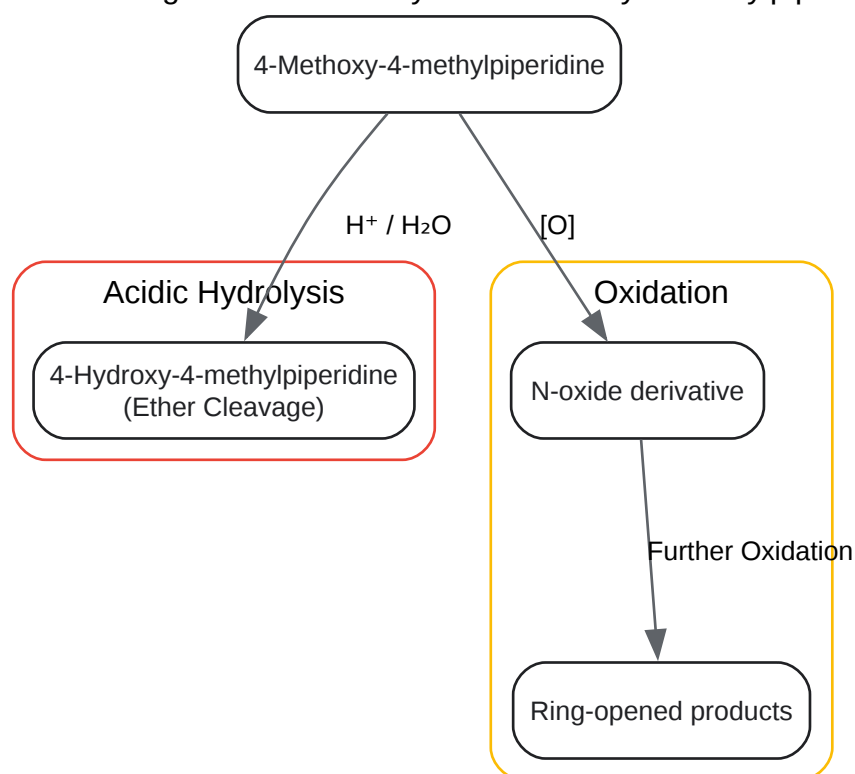 4-Methoxy-4-methylpiperidine
H⁺ / H₂O
[O]
Acidic Hydrolysis
Oxidation
4-Hydroxy-4-methylpiperidine
(Ether Cleavage)
N-oxide derivative
Further Oxidation
Ring-opened products